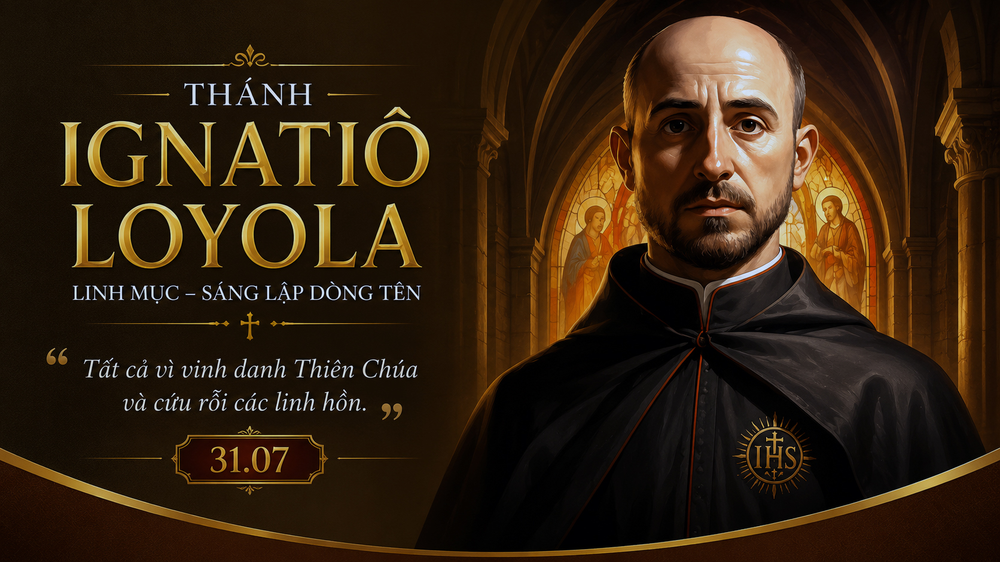 THÁNH
IGNATIÔ
LOYOLA
LINH MỤC – SÁNG LẬP DÒNG TÊN
“ Tất cả vì vinh danh Thiên Chúa
và cứu rỗi các linh hồn. ”
31.07
IHS